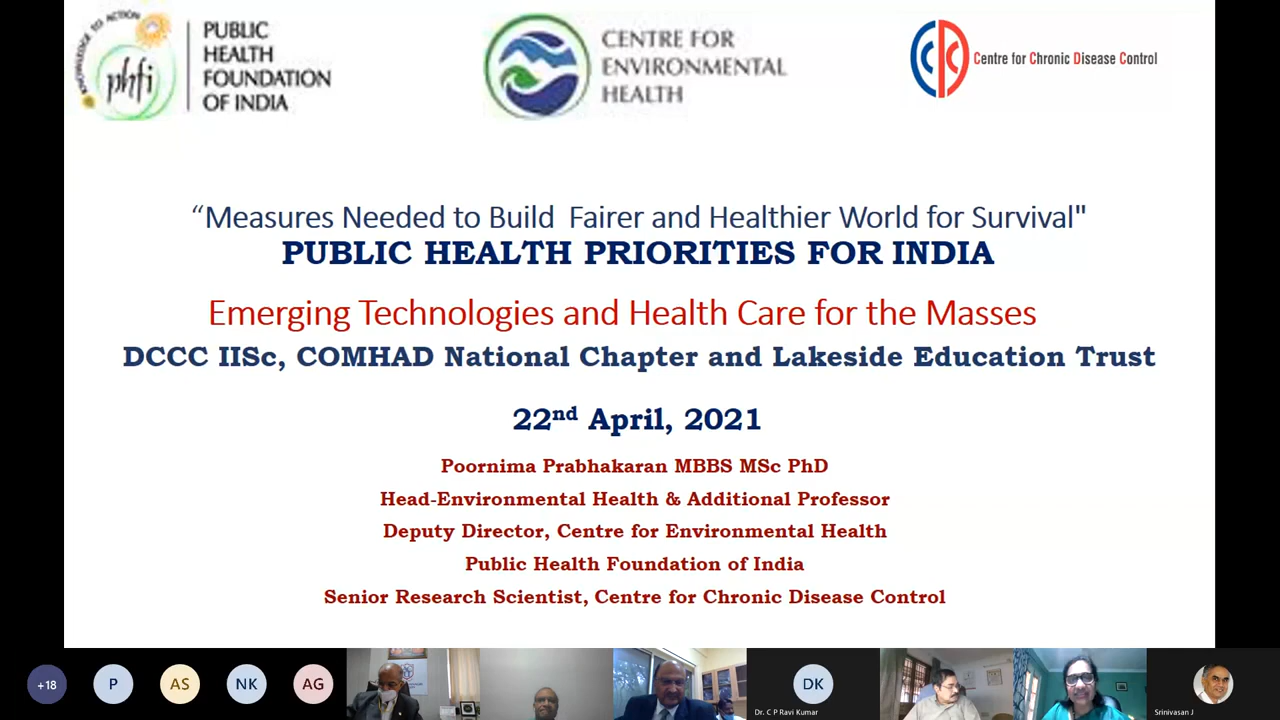 KNOWLEDGE TO ACTION
phfi
PUBLIC
HEALTH
FOUNDATION
OF INDIA
CENTRE FOR
ENVIRONMENTAL
HEALTH
Centre for Chronic Disease Control
“Measures Needed to Build Fairer and Healthier World for Survival"
PUBLIC HEALTH PRIORITIES FOR INDIA
Emerging Technologies and Health Care for the Masses
DCCC IISc, COMHAD National Chapter and Lakeside Education Trust
22nd April, 2021
Poornima Prabhakaran MBBS MSc PhD
Head-Environmental Health & Additional Professor
Deputy Director, Centre for Environmental Health
Public Health Foundation of India
Senior Research Scientist, Centre for Chronic Disease Control
+18
P
AS
NK
AG
DK
Dr. C P Ravi Kumar
Srinivasan J